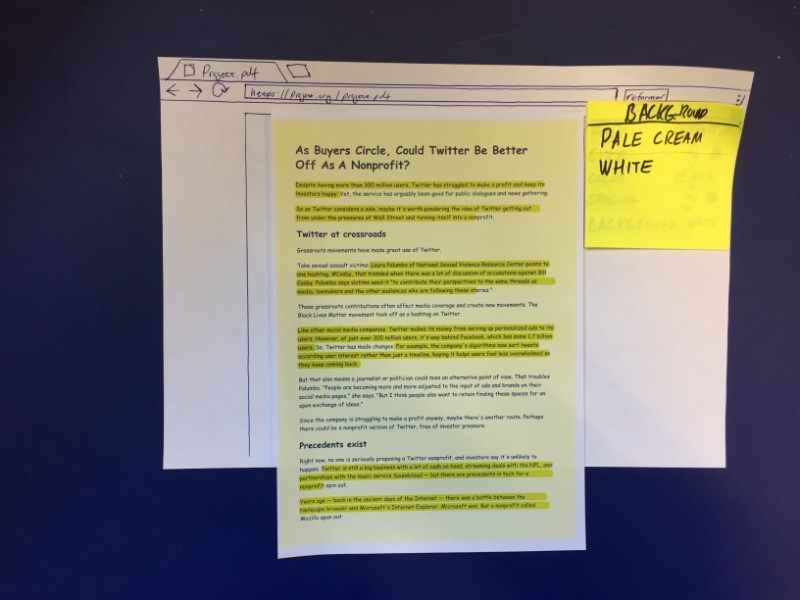 Project.pdf
https://project.org/project.pdf
reformer
BACKGROUND
PALE CREAM
WHITE
SPACING
BACKGROUND
As Buyers Circle, Could Twitter Be Better
Off As A Nonprofit?
Despite having more than 300 million users, Twitter has struggled to make a profit and keep its
investors happy. Yet, the service has arguably been good for public dialogues and news gathering.
So as Twitter considers a sale, maybe it's worth pondering the idea of Twitter getting out
from under the pressures of Wall Street and turning itself into a nonprofit.
Twitter at crossroads
Grassroots movements have made great use of Twitter.
Take sexual-assault victims. Laura Palumbo of National Sexual Violence Resource Center points to
one hashtag, #Cosby, that trended when there was a lot of discussion of accusations against Bill
Cosby. Palumbo says victims used it "to contribute their perspectives to the same threads as
media, lawmakers and the other audiences who are following these stories."
These grassroots contributions often affect media coverage and create new movements. The
Black Lives Matter movement took off as a hashtag on Twitter.
Like other social media companies, Twitter makes its money from serving up personalized ads to its
users. However, at just over 300 million users, it's way behind Facebook, which has some 1.7 billion
users. So, Twitter has made changes. For example, the company's algorithms now sort tweets
according user interest rather than just a timeline, hoping it helps users feel less overwhelmed so
they keep coming back.
But that also means a journalist or politician could miss an alternative point of view. That troubles
Palumbo. "People are becoming more and more adjusted to the input of ads and brands on their
social media pages," she says. "But I think people also want to retain finding these spaces for an
open exchange of ideas."
Since the company is struggling to make a profit anyway, maybe there's another route. Perhaps
there could be a nonprofit version of Twitter, free of investor pressure.
Precedents exist
Right now, no one is seriously proposing a Twitter nonprofit, and investors say it's unlikely to
happen. Twitter is still a big business with a lot of cash on hand, streaming deals with the NFL, and
partnerships with the music service Soundcloud — but there are precedents in tech for a
nonprofit spin out.
Years ago — back in the ancient days of the Internet — there was a battle between the
Netscape browser and Microsoft's Internet Explorer. Microsoft won. But a nonprofit called
Mozilla spun out